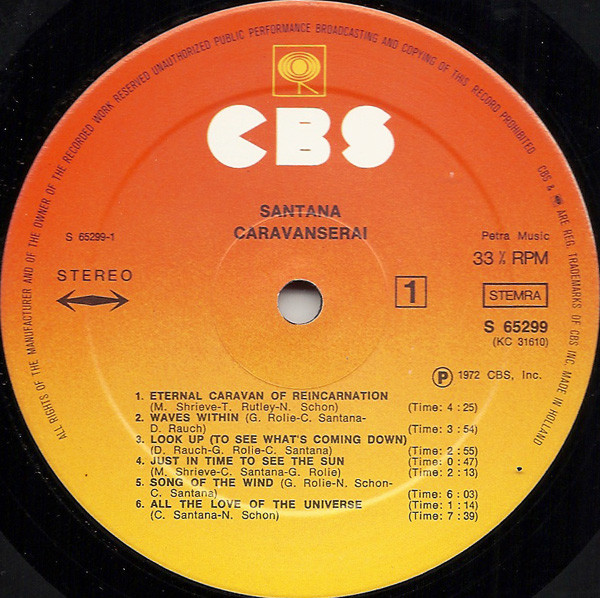 ALL RIGHTS OF THE MANUFACTURER AND OF THE OWNER OF THE RECORDED WORK RESERVED UNAUTHORIZED PUBLIC PERFORMANCE BROADCASTING AND COPYING OF THIS RECORD PROHIBITED. CBS & ARE REG. TRADEMARKS OF CBS INC. MADE IN HOLLAND
CBS
SANTANA
CARAVANSERAI
S 65299-1
Petra Music
STEREO
33⅓ RPM
1
STEMRA
S 65299
(KC 31610)
Ⓟ 1972 CBS, Inc.
1. ETERNAL CARAVAN OF REINCARNATION
(M. Shrieve-T. Rutley-N. Schon) (Time: 4 : 25)
2. WAVES WITHIN (G. Rolie-C. Santana-
D. Rauch) (Time: 3 : 54)
3. LOOK UP (TO SEE WHAT'S COMING DOWN)
(D. Rauch-G. Rolie-C. Santana) (Time: 2 : 55)
4. JUST IN TIME TO SEE THE SUN (Time: 0 : 47)
(M. Shrieve-C. Santana-G. Rolie) (Time: 2 : 13)
5. SONG OF THE WIND (G. Rolie-N. Schon-
C. Santana) (Time: 6 : 03)
6. ALL THE LOVE OF THE UNIVERSE (Time: 1 : 14)
(C. Santana-N. Schon) (Time: 7 : 39)